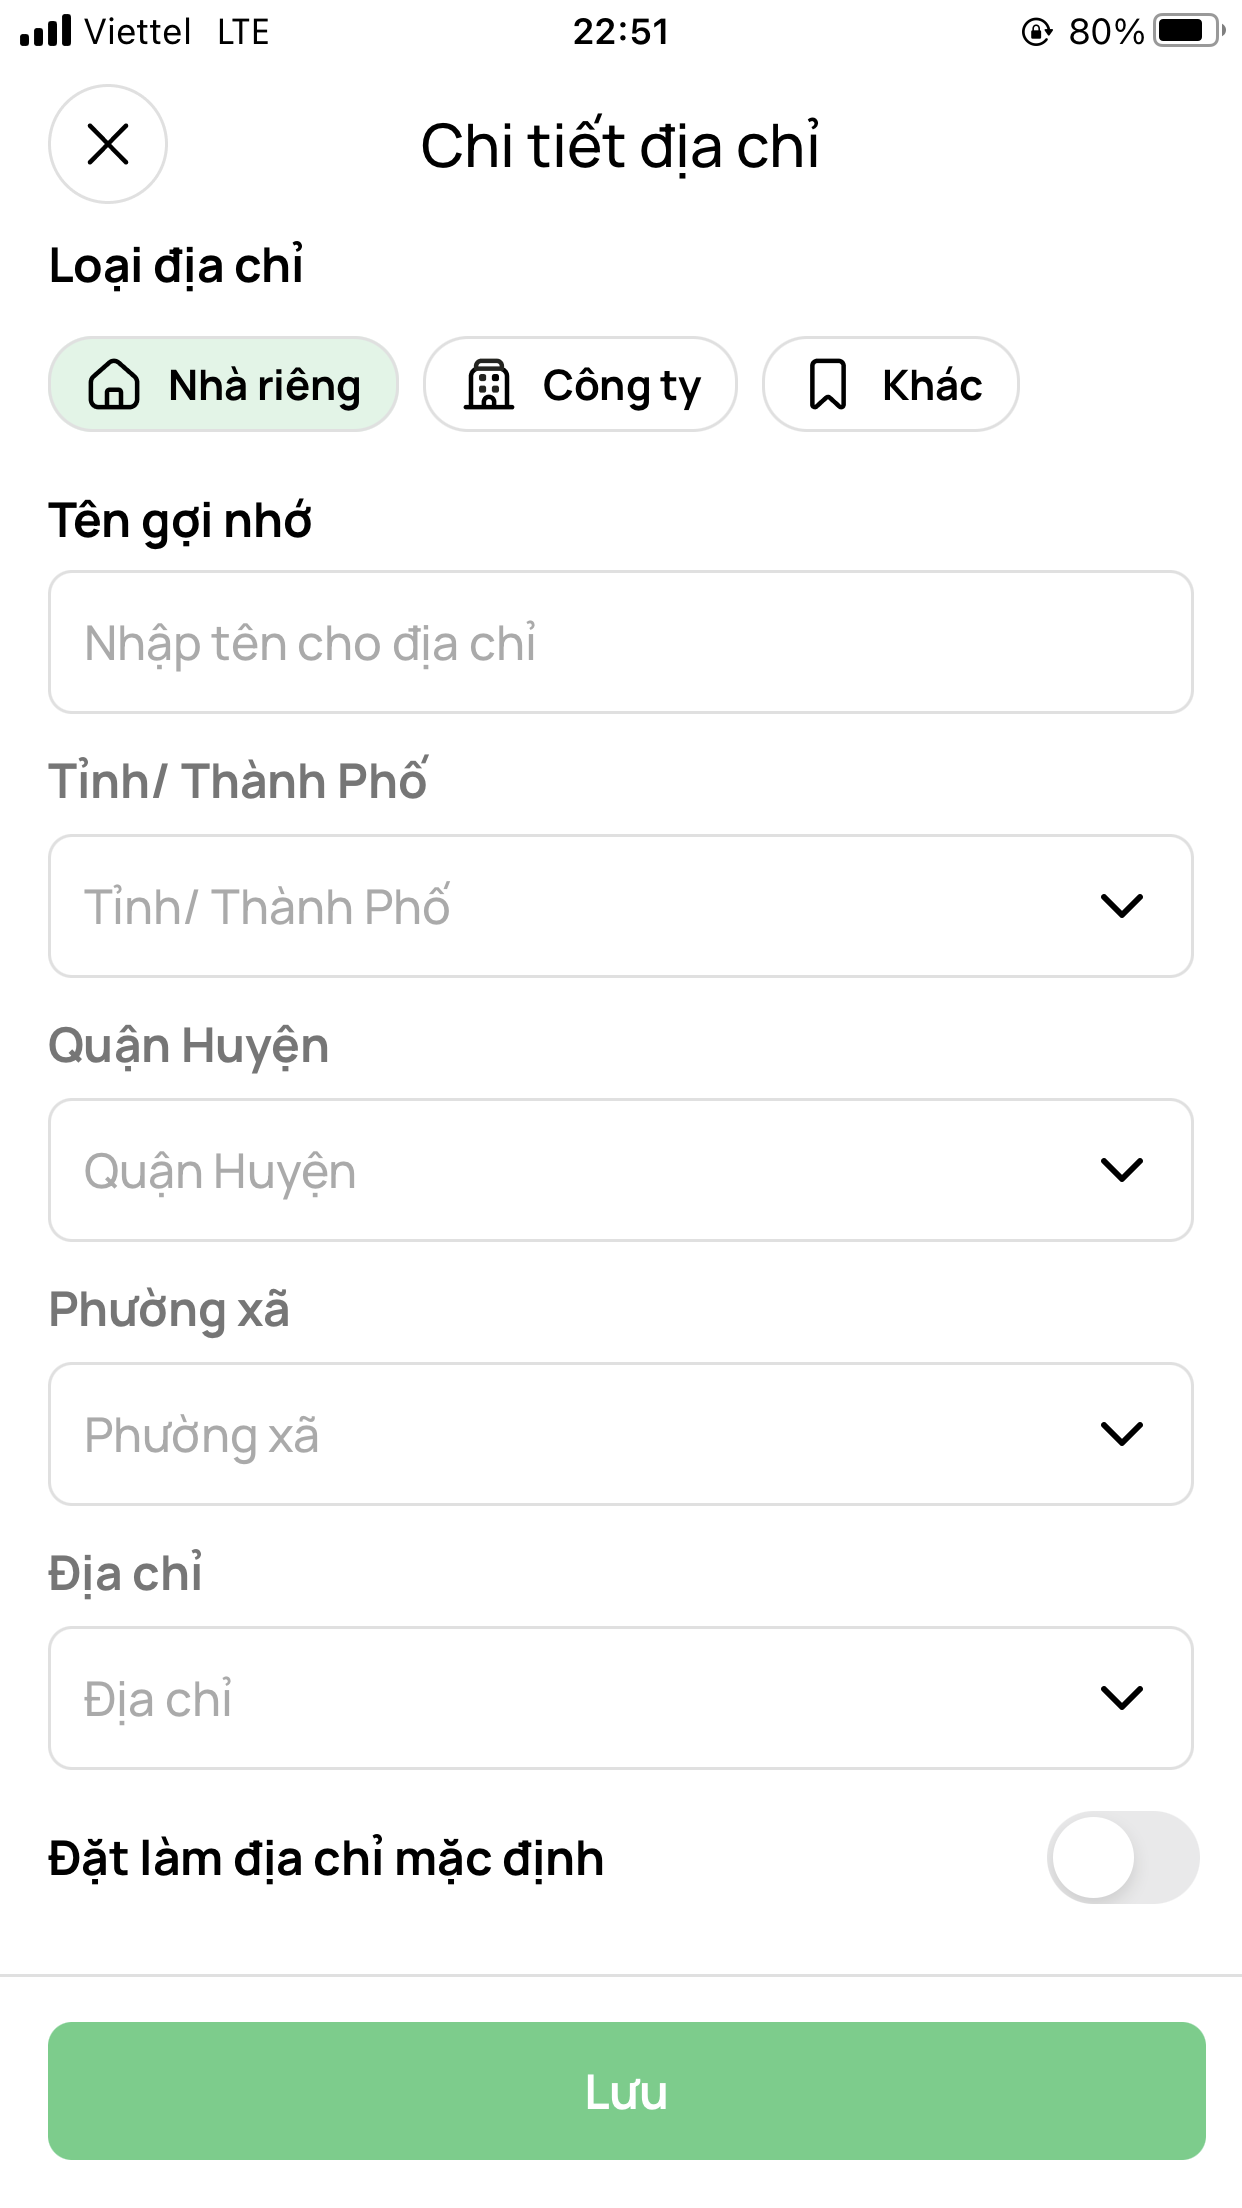 Viettel LTE 22:51 80%
Chi tiết địa chỉ
Loại địa chỉ
Nhà riêng Công ty Khác
Tên gợi nhớ
Nhập tên cho địa chỉ
Tỉnh/ Thành Phố
Tỉnh/ Thành Phố
Quận Huyện
Quận Huyện
Phường xã
Phường xã
Địa chỉ
Địa chỉ
Đặt làm địa chỉ mặc định
Lưu